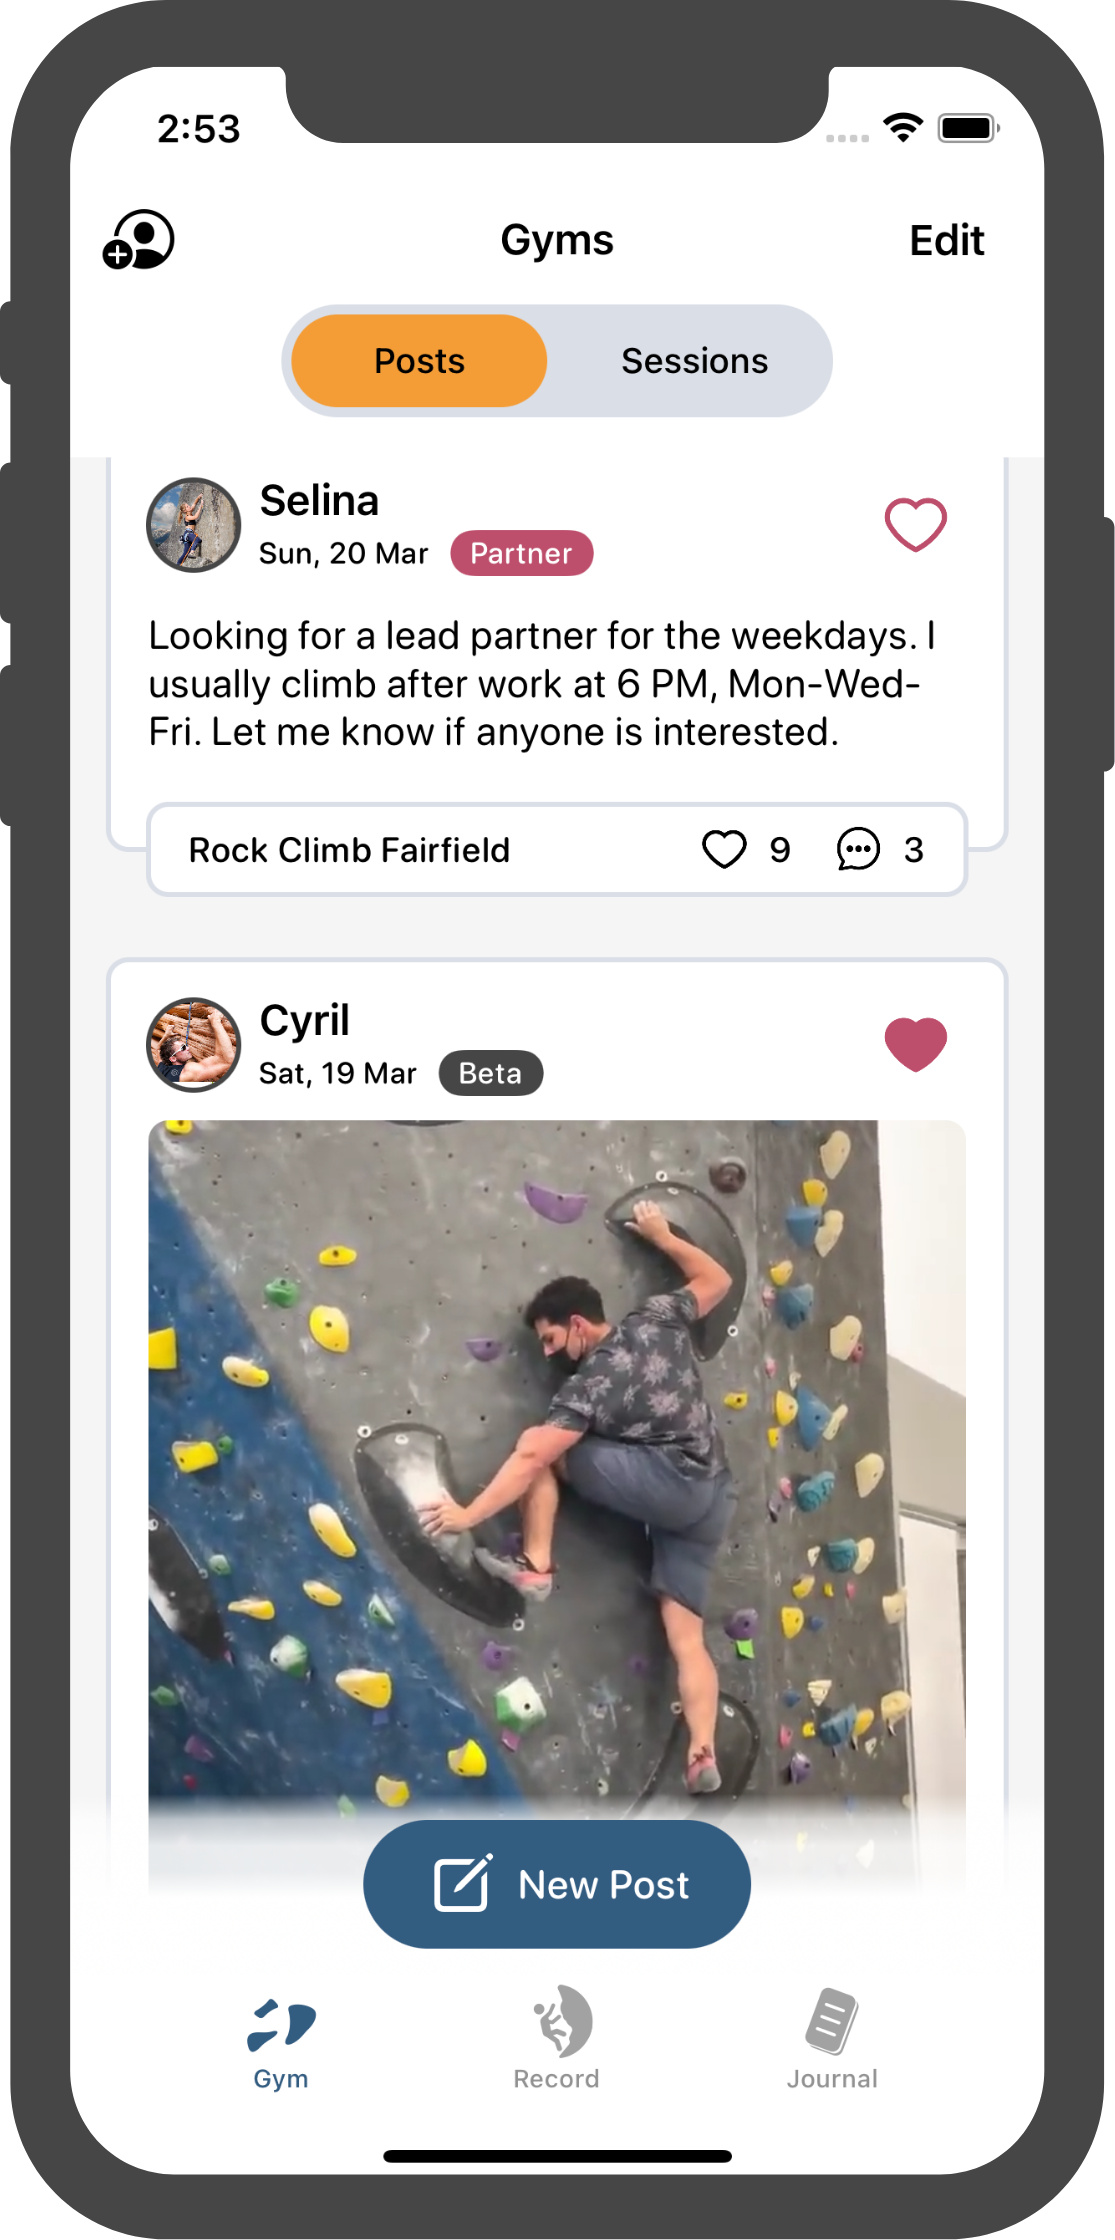 2:53
Gyms
Edit
Posts
Sessions
Selina
Sun, 20 Mar
Partner
Looking for a lead partner for the weekdays. I
usually climb after work at 6 PM, Mon-Wed-
Fri. Let me know if anyone is interested.
Rock Climb Fairfield
9
3
Cyril
Sat, 19 Mar
Beta
New Post
Gym
Record
Journal